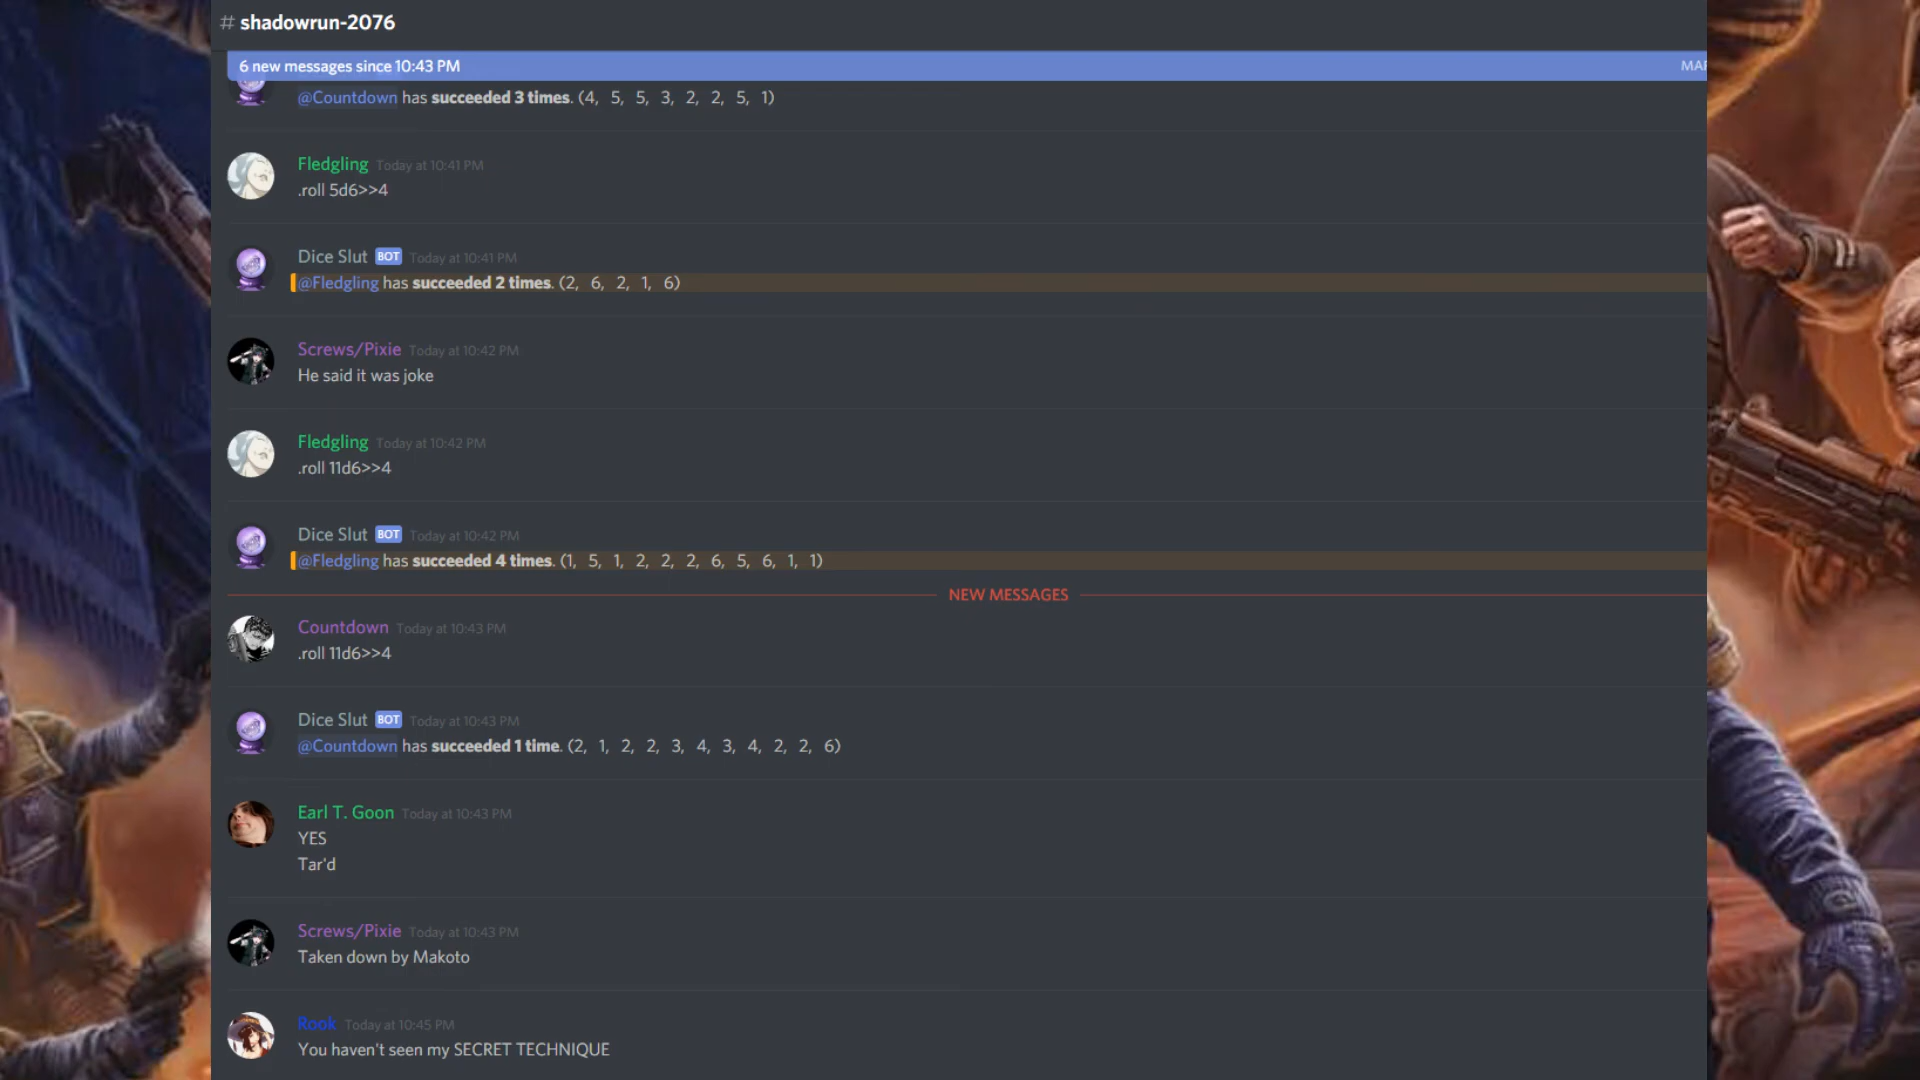 # shadowrun-2076
6 new messages since 10:43 PM
MAR
@Countdown has succeeded 3 times. (4, 5, 5, 3, 2, 2, 5, 1)
Fledgling Today at 10:41 PM
.roll 5d6>>4
Dice Slut BOT Today at 10:41 PM
@Fledgling has succeeded 2 times. (2, 6, 2, 1, 6)
Screws/Pixie Today at 10:42 PM
He said it was joke
Fledgling Today at 10:42 PM
.roll 11d6>>4
Dice Slut BOT Today at 10:42 PM
@Fledgling has succeeded 4 times. (1, 5, 1, 2, 2, 2, 6, 5, 6, 1, 1)
NEW MESSAGES
Countdown Today at 10:43 PM
.roll 11d6>>4
Dice Slut BOT Today at 10:43 PM
@Countdown has succeeded 1 time. (2, 1, 2, 2, 3, 4, 3, 4, 2, 2, 6)
Earl T. Goon Today at 10:43 PM
YES
Tar'd
Screws/Pixie Today at 10:43 PM
Taken down by Makoto
Rook Today at 10:45 PM
You haven't seen my SECRET TECHNIQUE